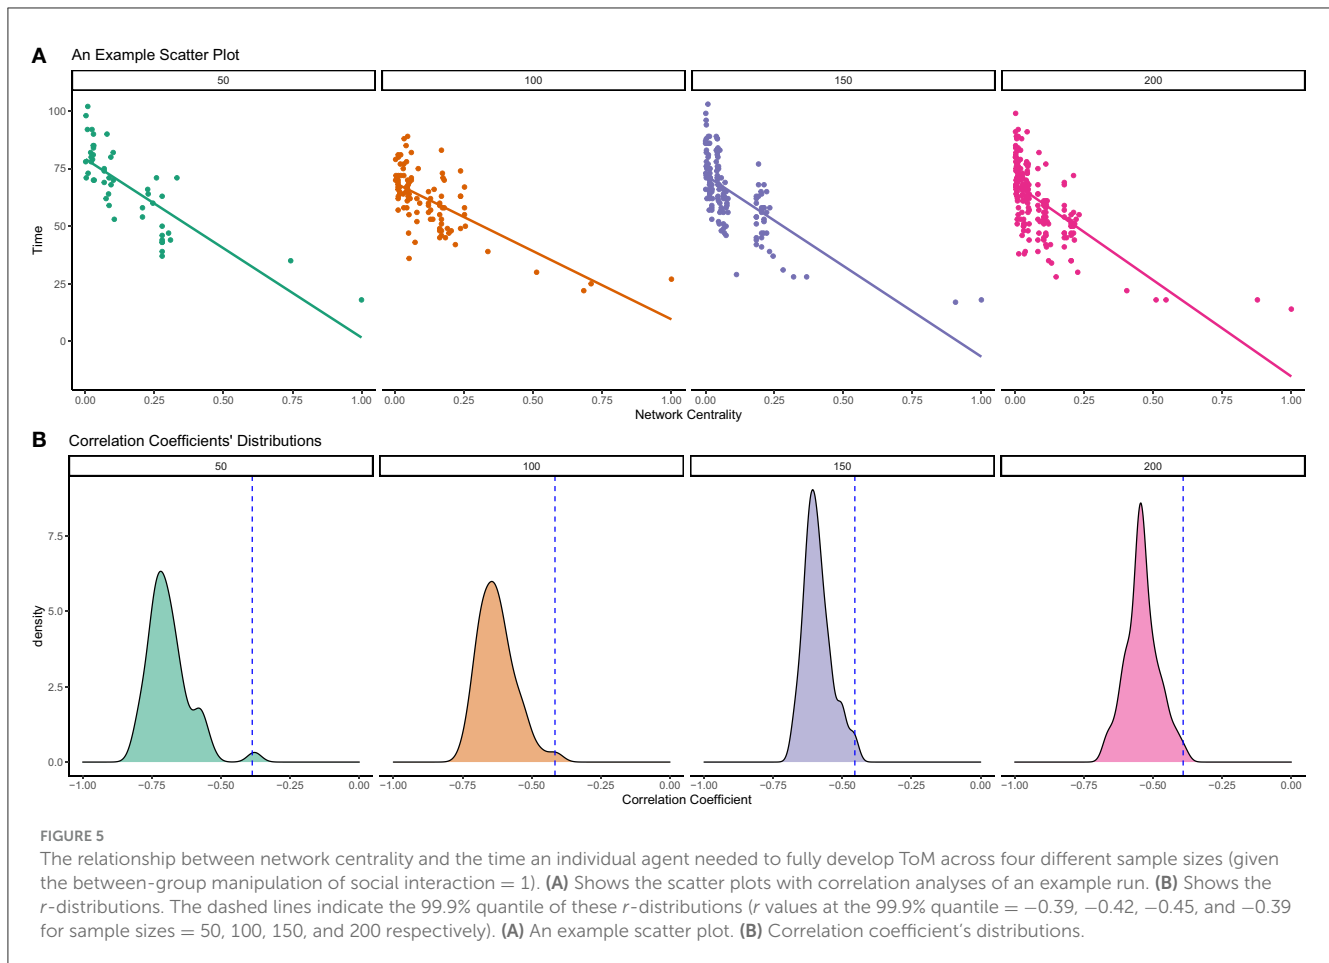 A An Example Scatter Plot
50 100 150 200
100
75
50
25
0
Time
0.00 0.25 0.50 0.75 1.00 0.00 0.25 0.50 0.75 1.00 0.00 0.25 0.50 0.75 1.00 0.00 0.25 0.50 0.75 1.00
Network Centrality
B Correlation Coefficients' Distributions
50 100 150 200
7.5
5.0
2.5
0.0
density
−1.00 −0.75 −0.50 −0.25 0.00 −1.00 −0.75 −0.50 −0.25 0.00 −1.00 −0.75 −0.50 −0.25 0.00 −1.00 −0.75 −0.50 −0.25 0.00
Correlation Coefficient
FIGURE 5
The relationship between network centrality and the time an individual agent needed to fully develop ToM across four different sample sizes (given
the between-group manipulation of social interaction = 1). (A) Shows the scatter plots with correlation analyses of an example run. (B) Shows the
r-distributions. The dashed lines indicate the 99.9% quantile of these r-distributions (r values at the 99.9% quantile = −0.39, −0.42, −0.45, and −0.39
for sample sizes = 50, 100, 150, and 200 respectively). (A) An example scatter plot. (B) Correlation coefficient's distributions.